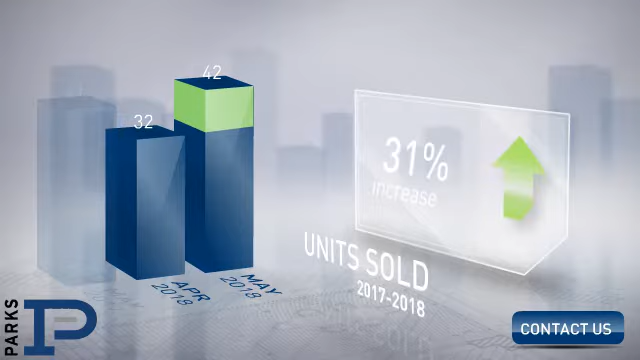 42
32
31%
increase
UNITS SOLD
2017-2018
APR
2018
MAY
2018
PARKS
P
CONTACT US